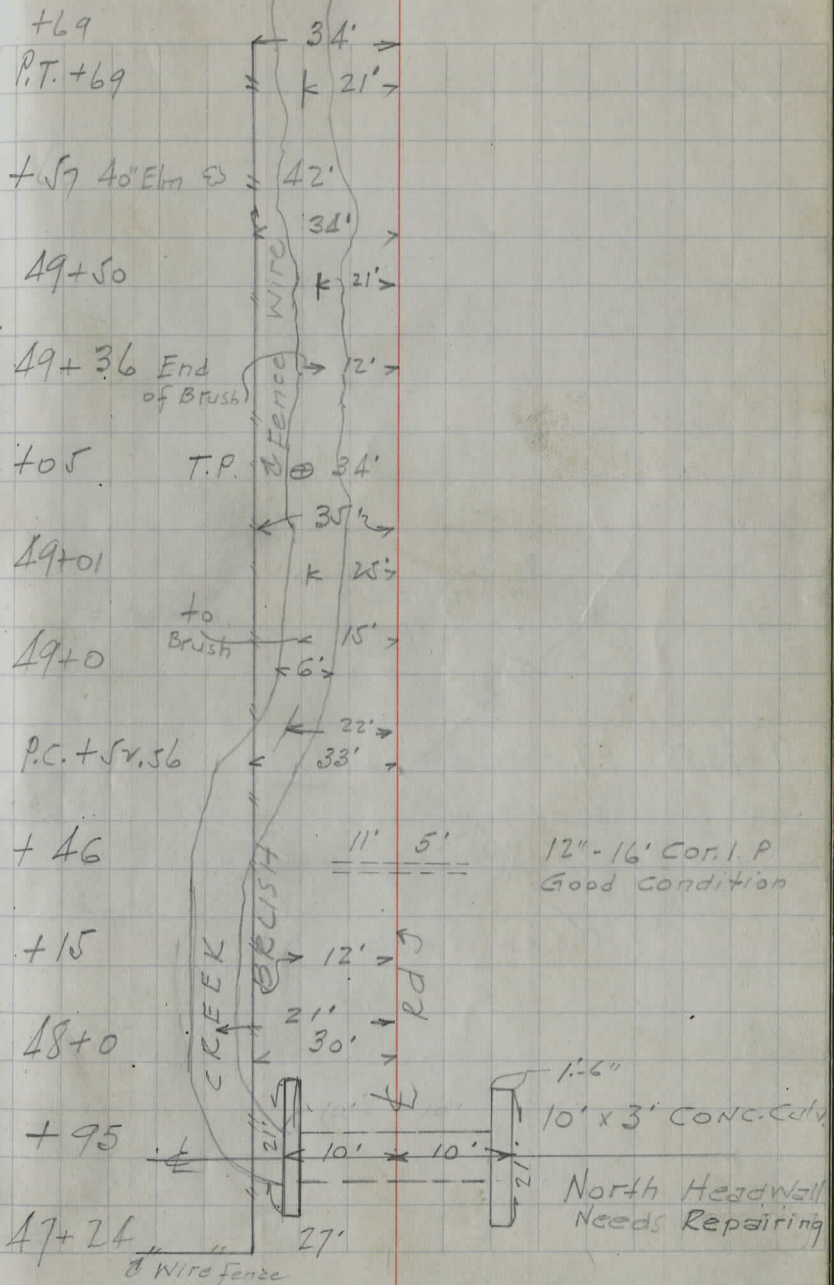 +69 34'
P.T. +69 21'
+57 40" Elm 42'
34'
49+50 21'
Wire
49+36 End 12'
of Brush
Fence
+05 T.P. ⊕ 34'
35'
49+01 25'
to
Brush 15'
49+0
6'
22'
P.C. +52.56 33'
+46 11' 5' 12"-16' Cor. I. P.
Good Condition
BRUSH
+15 12'
CREEK
Rd
21'
48+0 30'
1'-6"
10' x 3' CONC. Culv.
+95 ℄ 21' 10' ℄ 10' 21'
North Headwall
Needs Repairing
47+24 27'
Wire fence